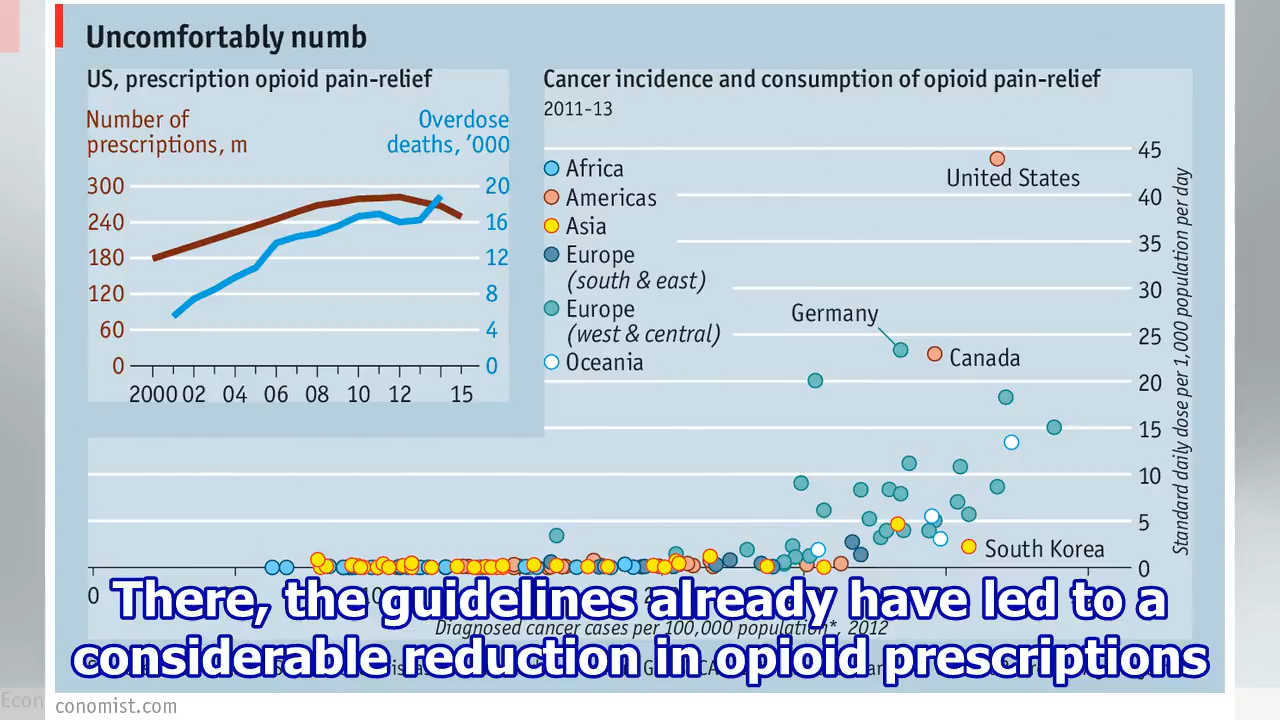 Uncomfortably numb
US, prescription opioid pain-relief
Number of
prescriptions, m
Overdose
deaths, ’000
300
240
180
120
60
0
20
16
12
8
4
0
2000 02 04 06 08 10 12 15
Cancer incidence and consumption of opioid pain-relief
2011-13
Africa
Americas
Asia
Europe
(south & east)
Europe
(west & central)
Oceania
United States
Germany
Canada
South Korea
45
40
35
30
25
20
15
10
5
0
Standard daily dose per 1,000 population per day
0
Diagnosed cancer cases per 100,000 population* 2012
There, the guidelines already have led to a
considerable reduction in opioid prescriptions
Econ
conomist.com